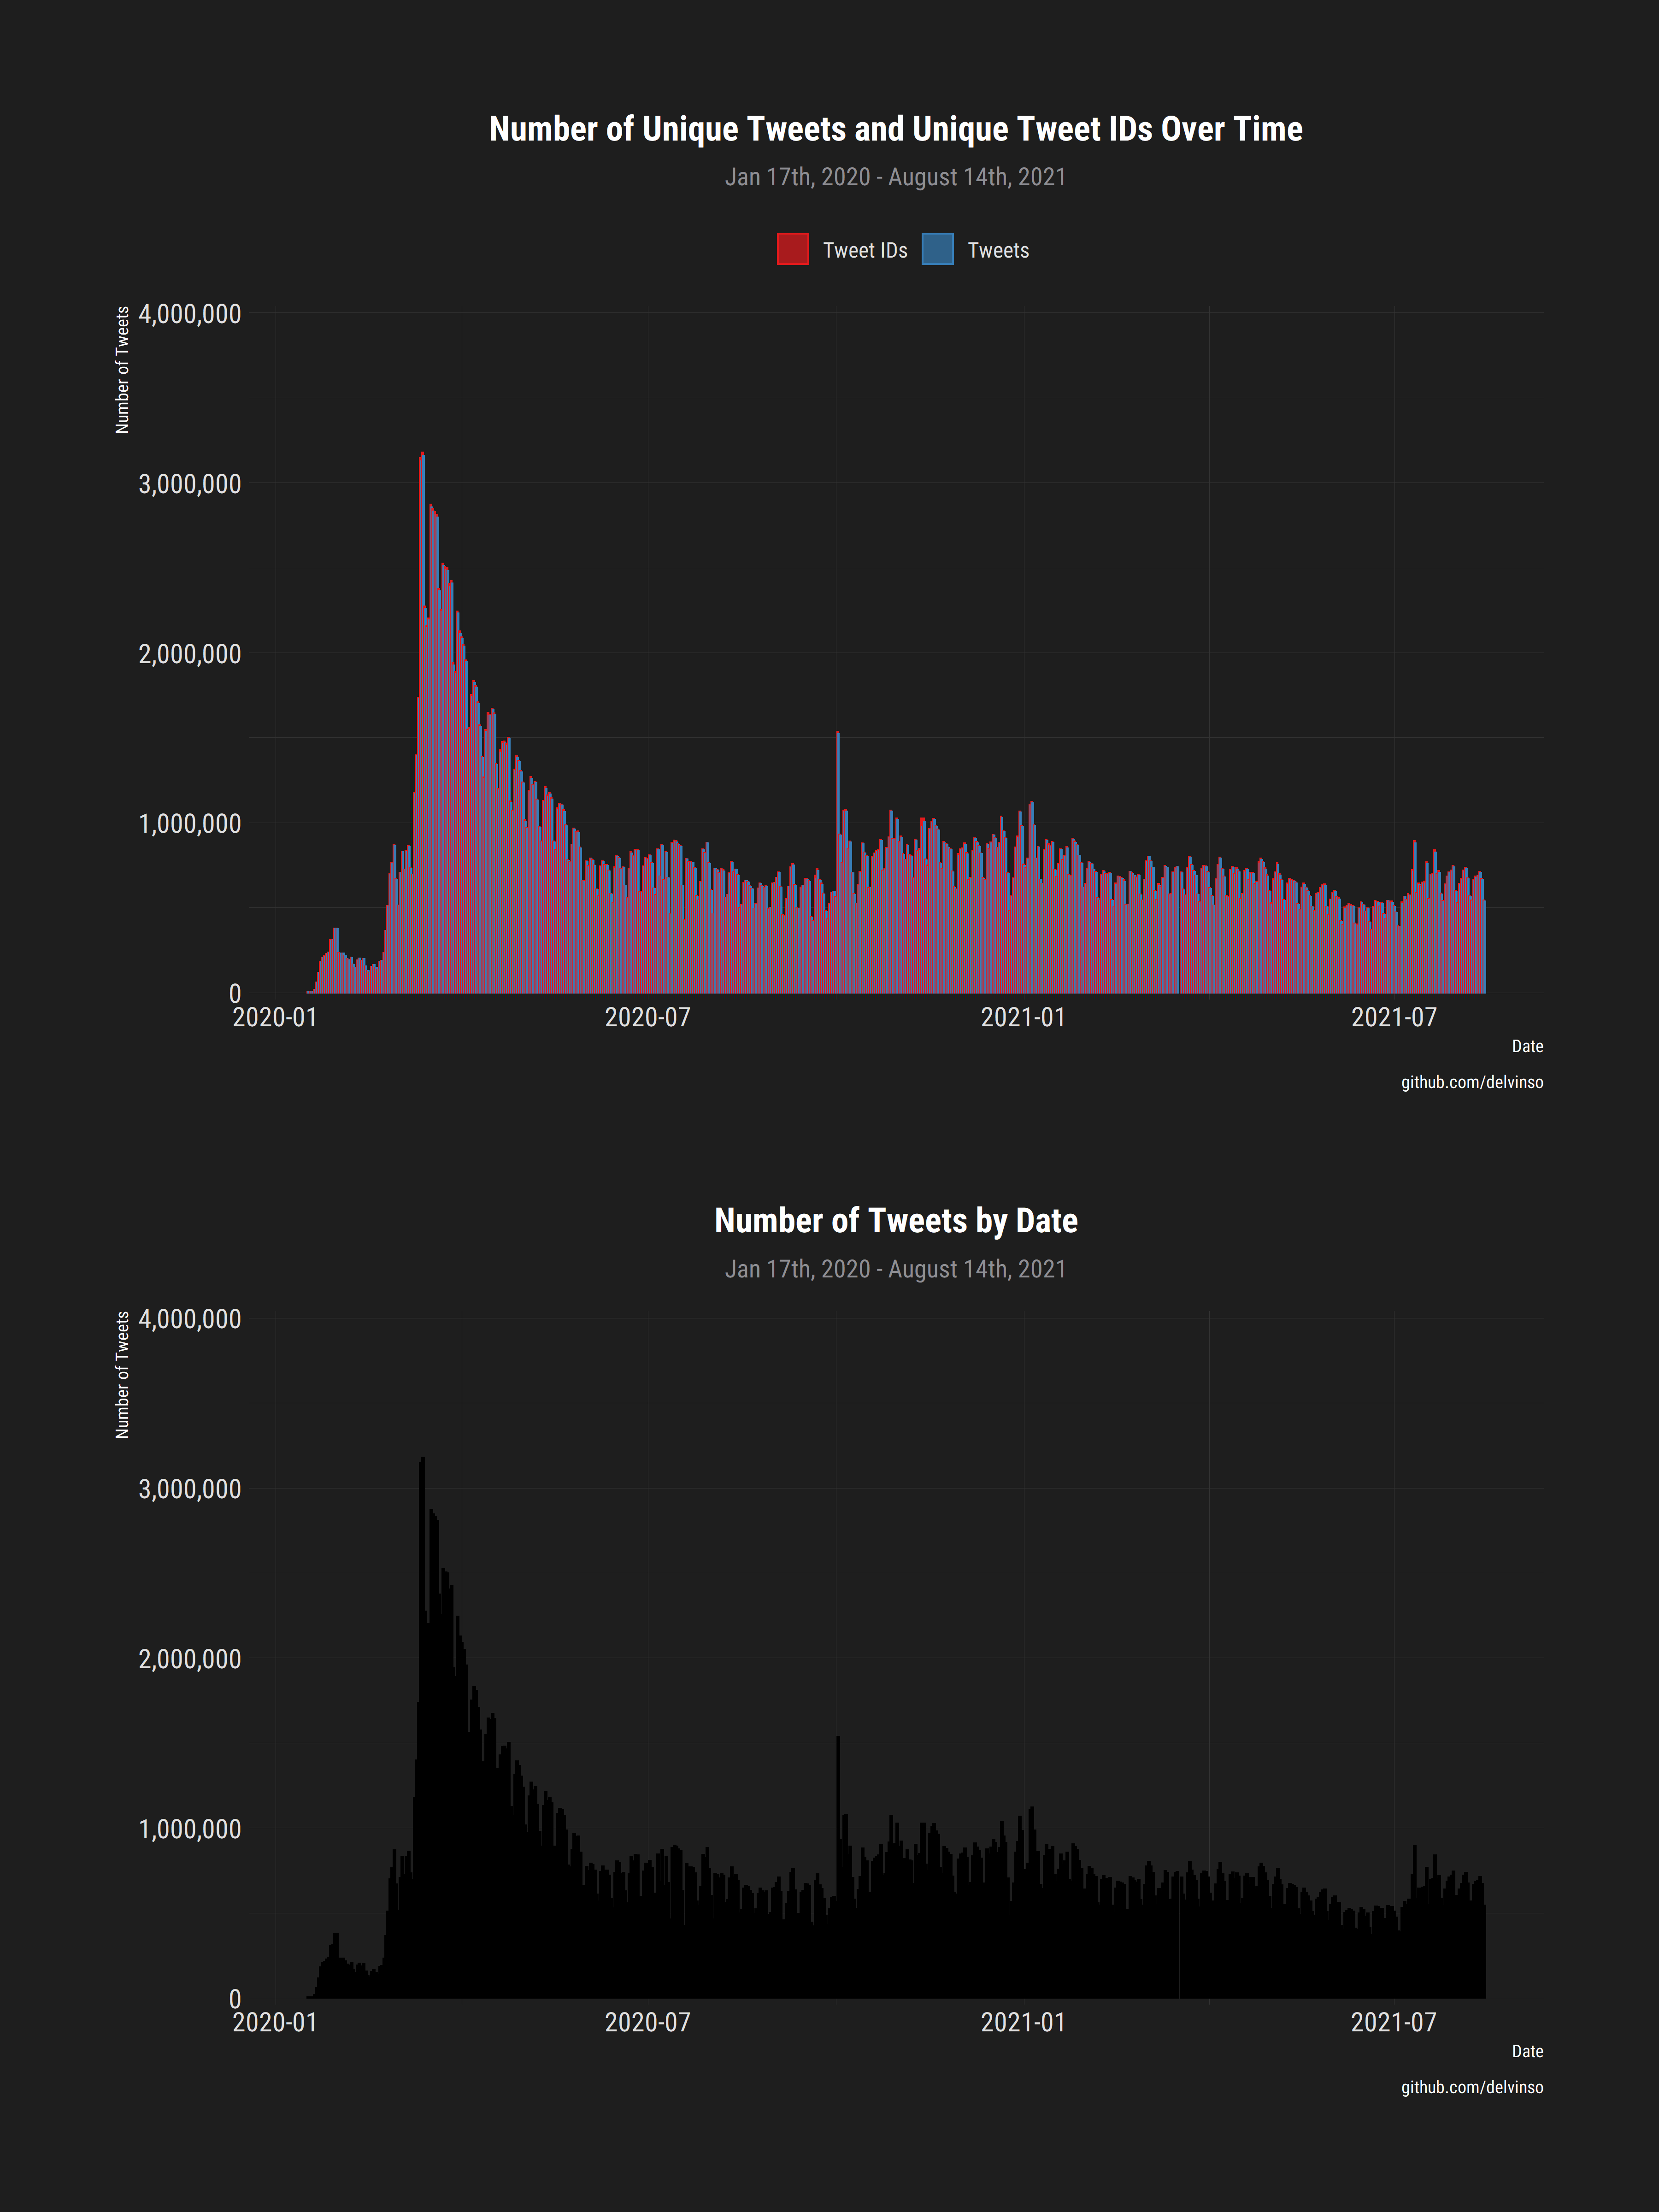 Number of Unique Tweets and Unique Tweet IDs Over Time
Jan 17th, 2020 - August 14th, 2021
Tweet IDs
Tweets
Number of Tweets
4,000,000
3,000,000
2,000,000
1,000,000
0
2020-01
2020-07
2021-01
2021-07
Date
github.com/delvinso
Number of Tweets by Date
Jan 17th, 2020 - August 14th, 2021
Number of Tweets
4,000,000
3,000,000
2,000,000
1,000,000
0
2020-01
2020-07
2021-01
2021-07
Date
github.com/delvinso